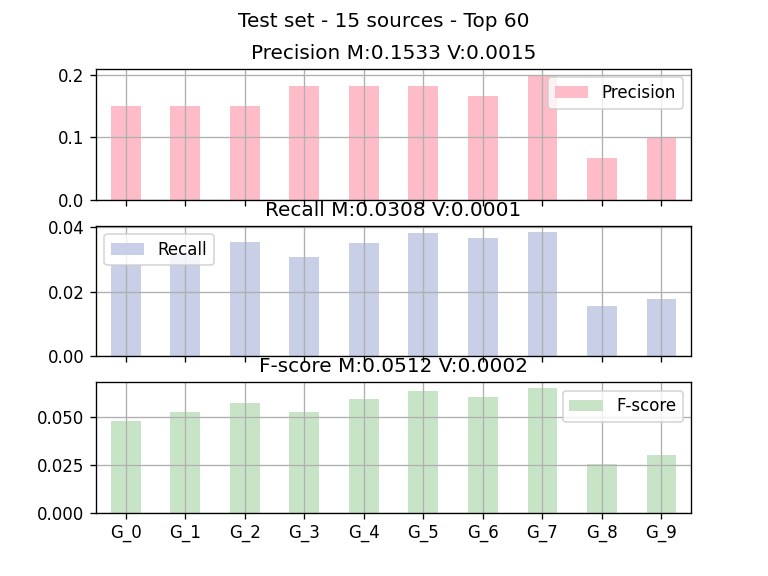 Test set - 15 sources - Top 60
Precision M:0.1533 V:0.0015
0.2
0.1
0.0
Precision
Recall M:0.0308 V:0.0001
0.04
0.02
0.00
Recall
F-score M:0.0512 V:0.0002
0.050
0.025
0.000
F-score
G_0 G_1 G_2 G_3 G_4 G_5 G_6 G_7 G_8 G_9